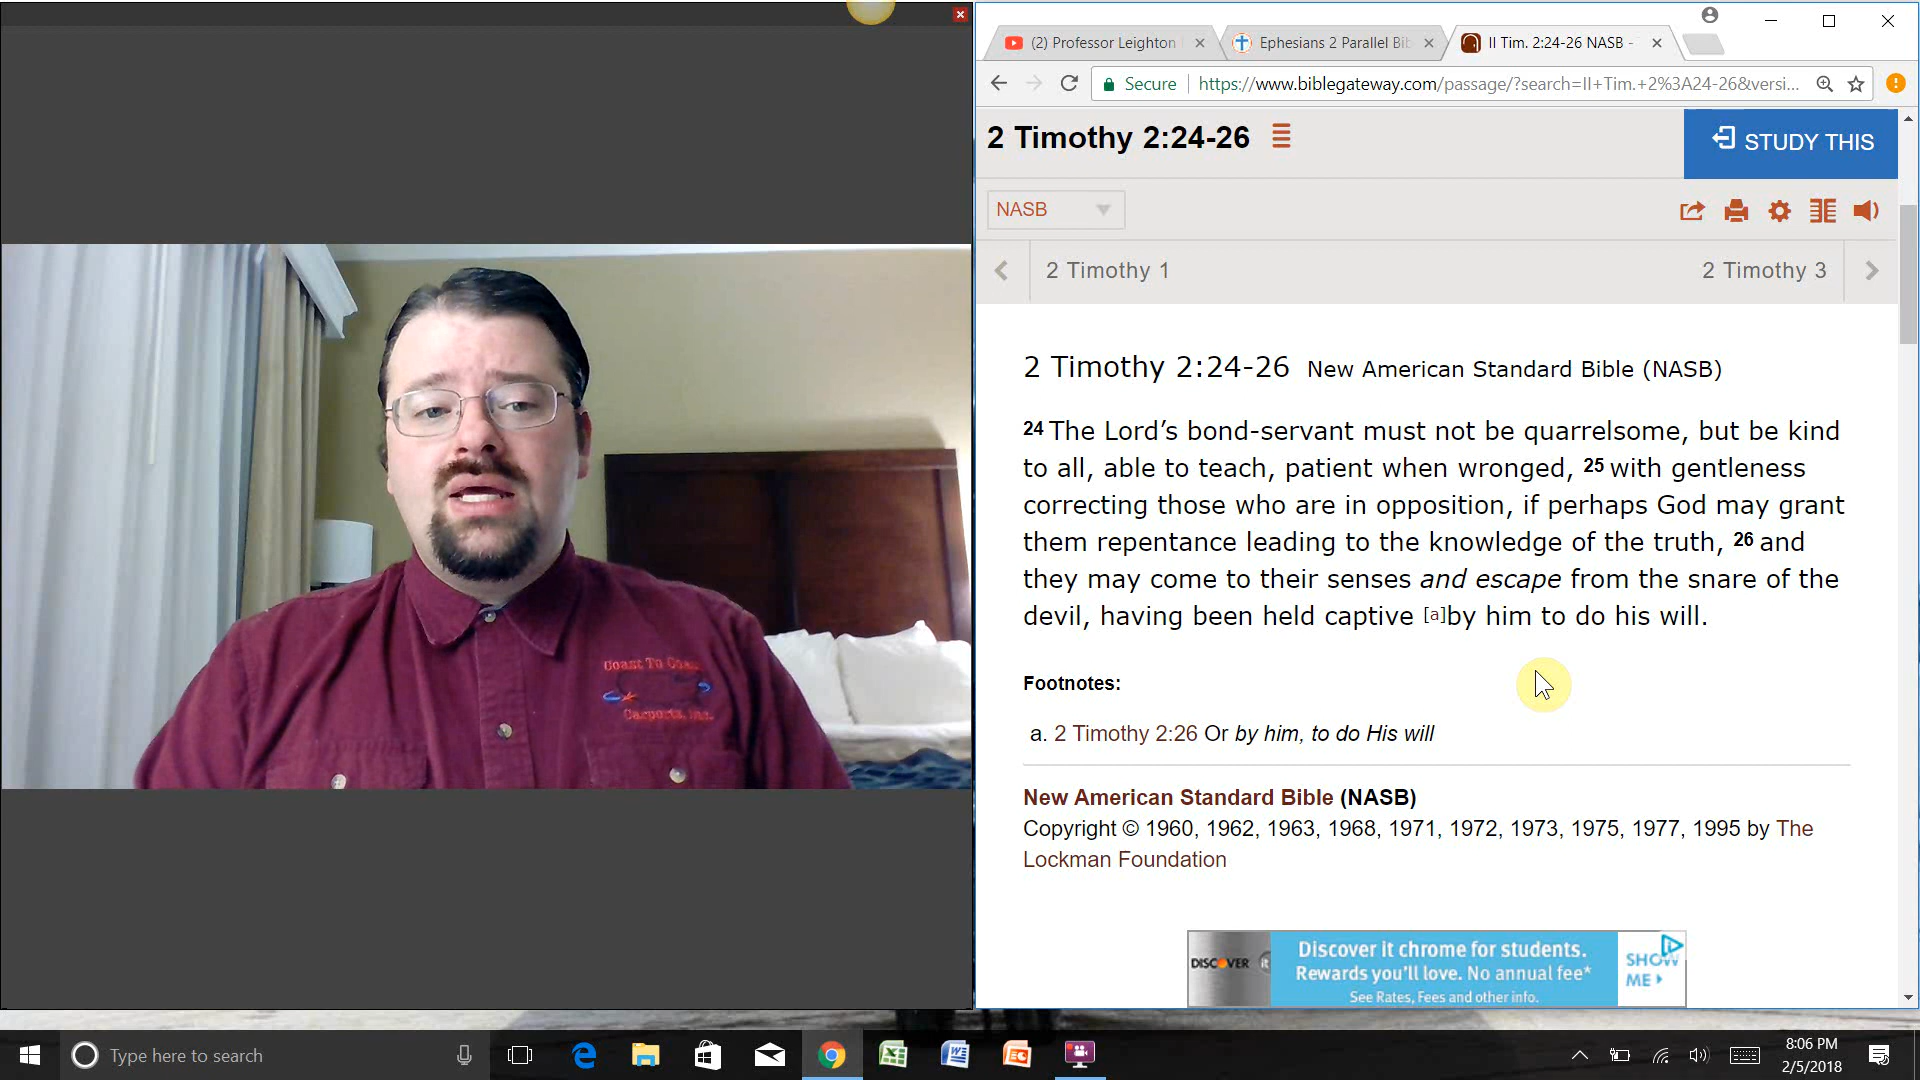 (2) Professor Leighton
Ephesians 2 Parallel Bib
II Tim. 2:24-26 NASB -
Secure
https://www.biblegateway.com/passage/?search=II+Tim.+2%3A24-26&versi...
2 Timothy 2:24-26
STUDY THIS
NASB
2 Timothy 1
2 Timothy 3
2 Timothy 2:24-26 New American Standard Bible (NASB)
24 The Lord’s bond-servant must not be quarrelsome, but be kind
to all, able to teach, patient when wronged, 25 with gentleness
correcting those who are in opposition, if perhaps God may grant
them repentance leading to the knowledge of the truth, 26 and
they may come to their senses and escape from the snare of the
devil, having been held captive [a]by him to do his will.
Footnotes:
a. 2 Timothy 2:26 Or by him, to do His will
New American Standard Bible (NASB)
Copyright © 1960, 1962, 1963, 1968, 1971, 1972, 1973, 1975, 1977, 1995 by The
Lockman Foundation
DISCOVER it
Discover it chrome for students.
Rewards you'll love. No annual fee*
See Rates, Fees and other info.
SHOW
ME
Coast To Coast
Carports, Inc.
Type here to search
8:06 PM
2/5/2018